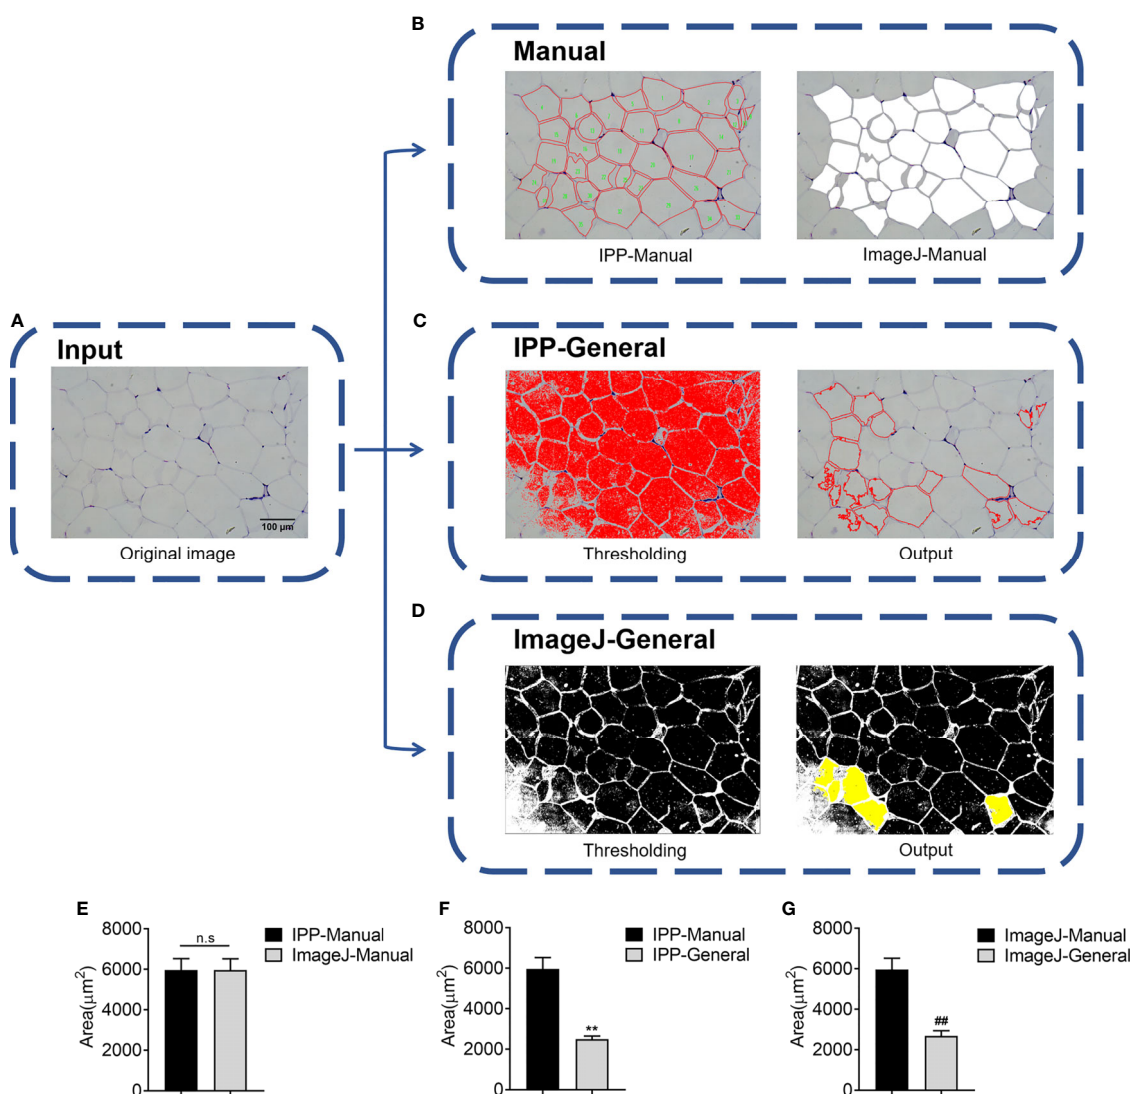 B
Manual
IPP-Manual
ImageJ-Manual
A
Input
100 μm
Original image
C
IPP-General
Thresholding
Output
D
ImageJ-General
Thresholding
Output
E
Area(μm²)
8000
6000
4000
2000
0
n.s
IPP-Manual
ImageJ-Manual
F
Area(μm²)
8000
6000
4000
2000
0
**
IPP-Manual
IPP-General
G
Area(μm²)
8000
6000
4000
2000
0
##
ImageJ-Manual
ImageJ-General